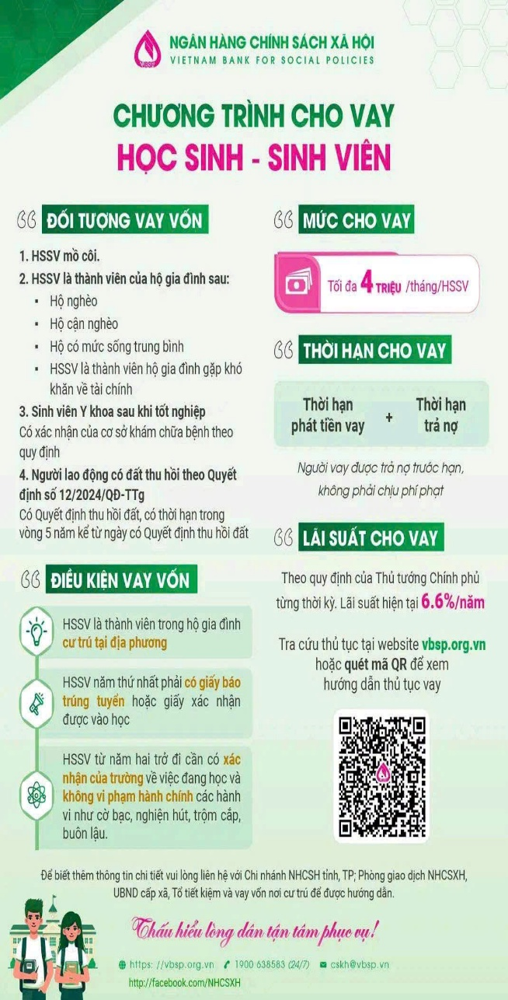 VBSP
NGÂN HÀNG CHÍNH SÁCH XÃ HỘI
VIETNAM BANK FOR SOCIAL POLICIES
CHƯƠNG TRÌNH CHO VAY
HỌC SINH - SINH VIÊN
ĐỐI TƯỢNG VAY VỐN
1. HSSV mồ côi.
2. HSSV là thành viên của hộ gia đình sau:
▪ Hộ nghèo
▪ Hộ cận nghèo
▪ Hộ có mức sống trung bình
▪ HSSV là thành viên hộ gia đình gặp khó
khăn về tài chính
3. Sinh viên Y khoa sau khi tốt nghiệp
Có xác nhận của cơ sở khám chữa bệnh theo
quy định
4. Người lao động có đất thu hồi theo Quyết
định số 12/2024/QĐ-TTg
Có Quyết định thu hồi đất, có thời hạn trong
vòng 5 năm kể từ ngày có Quyết định thu hồi đất
ĐIỀU KIỆN VAY VỐN
HSSV là thành viên trong hộ gia đình
cư trú tại địa phương
HSSV năm thứ nhất phải có giấy báo
trúng tuyển hoặc giấy xác nhận
được vào học
HSSV từ năm hai trở đi cần có xác
nhận của trường về việc đang học và
không vi phạm hành chính các hành
vi như cờ bạc, nghiện hút, trộm cắp,
buôn lậu.
MỨC CHO VAY
Tối đa 4 TRIỆU /tháng/HSSV
THỜI HẠN CHO VAY
Thời hạn
phát tiền vay
+
Thời hạn
trả nợ
Người vay được trả nợ trước hạn,
không phải chịu phí phạt
LÃI SUẤT CHO VAY
Theo quy định của Thủ tướng Chính phủ
từng thời kỳ. Lãi suất hiện tại 6.6%/năm
Tra cứu thủ tục tại website vbsp.org.vn
hoặc quét mã QR để xem
hướng dẫn thủ tục vay
Để biết thêm thông tin chi tiết vui lòng liên hệ với Chi nhánh NHCSH tỉnh, TP; Phòng giao dịch NHCSXH,
UBND cấp xã, Tổ tiết kiệm và vay vốn nơi cư trú để được hướng dẫn.
Thấu hiểu lòng dân tận tâm phục vụ!
https: //vbsp.org.vn 1900 638583 (24/7) cskh@vbsp.vn
http://facebook.com/NHCSXH